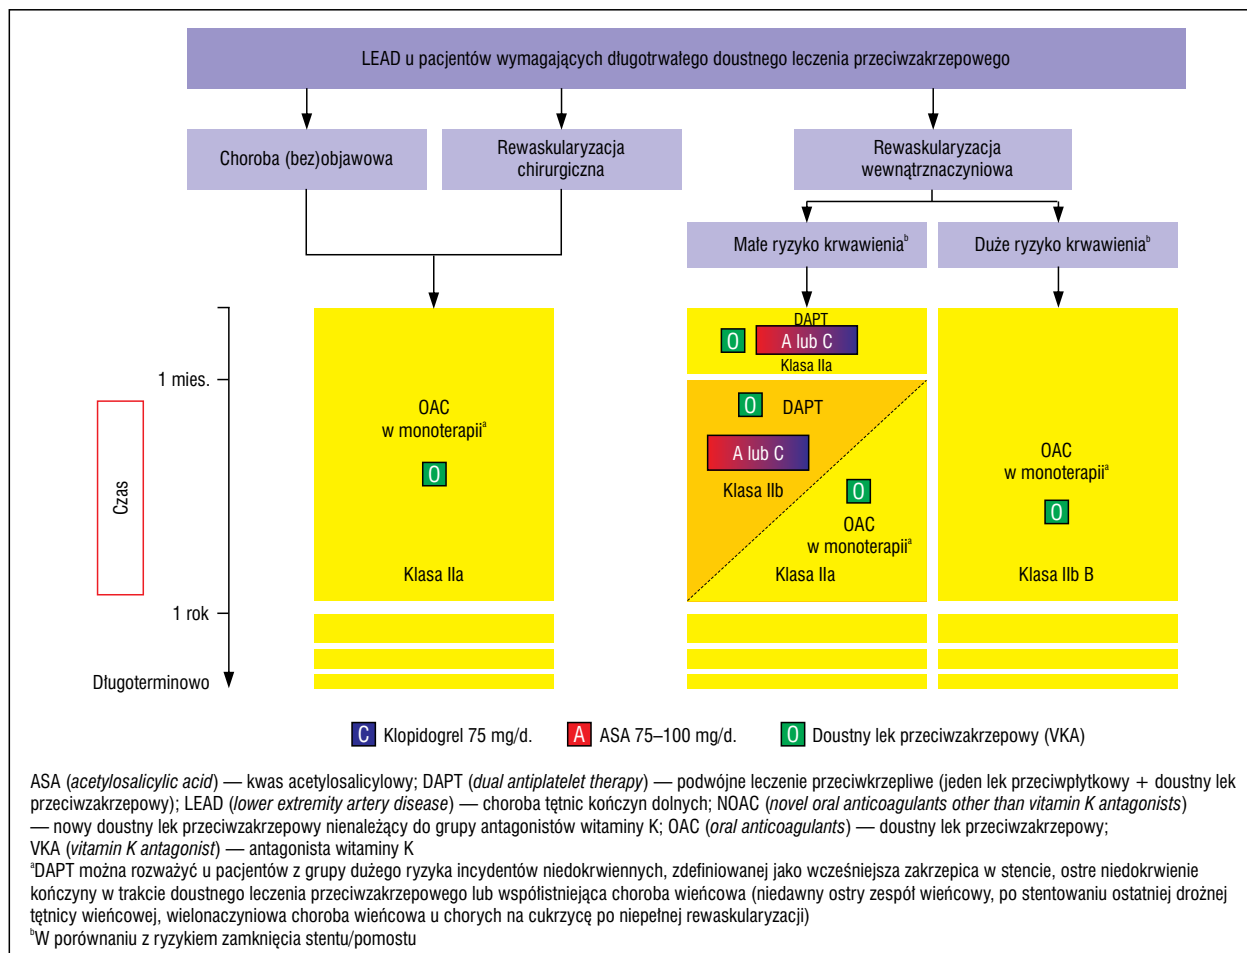 LEAD u pacjentów wymagających długotrwałego doustnego leczenia przeciwzakrzepowego
Choroba (bez)objawowa
Rewaskularyzacja
chirurgiczna
Rewaskularyzacja
wewnątrznaczyniowa
Małe ryzyko krwawieniaᵇ
Duże ryzyko krwawieniaᵇ
Czas
1 mies.
1 rok
Długoterminowo
OAC
w monoterapiiᵃ
O
Klasa IIa
DAPT
O A lub C
Klasa IIa
O DAPT
A lub C
Klasa IIb
O
OAC
w monoterapiiᵃ
Klasa IIa
OAC
w monoterapiiᵃ
O
Klasa IIb B
C Klopidogrel 75 mg/d. A ASA 75–100 mg/d. O Doustny lek przeciwzakrzepowy (VKA)
ASA (acetylosalicylic acid) — kwas acetylosalicylowy; DAPT (dual antiplatelet therapy) — podwójne leczenie przeciwkrzepliwe (jeden lek przeciwpłytkowy + doustny lek
przeciwzakrzepowy); LEAD (lower extremity artery disease) — choroba tętnic kończyn dolnych; NOAC (novel oral anticoagulants other than vitamin K antagonists)
— nowy doustny lek przeciwzakrzepowy nienależący do grupy antagonistów witaminy K; OAC (oral anticoagulants) — doustny lek przeciwzakrzepowy;
VKA (vitamin K antagonist) — antagonista witaminy K
ᵃDAPT można rozważyć u pacjentów z grupy dużego ryzyka incydentów niedokrwiennych, zdefiniowanej jako wcześniejsza zakrzepica w stencie, ostre niedokrwienie
kończyny w trakcie doustnego leczenia przeciwzakrzepowego lub współistniejąca choroba wieńcowa (niedawny ostry zespół wieńcowy, po stentowaniu ostatniej drożnej
tętnicy wieńcowej, wielonaczyniowa choroba wieńcowa u chorych na cukrzycę po niepełnej rewaskularyzacji)
ᵇW porównaniu z ryzykiem zamknięcia stentu/pomostu